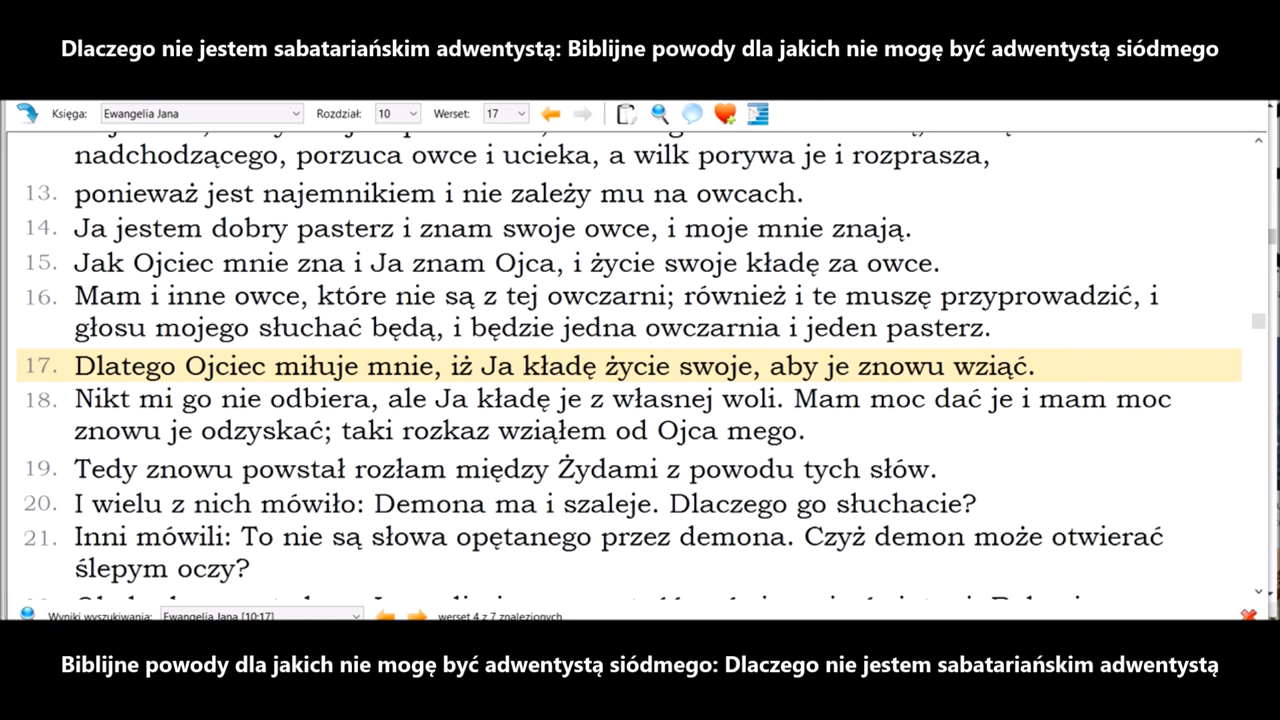 Dlaczego nie jestem sabatariańskim adwentystą: Biblijne powody dla jakich nie mogę być adwentystą siódmego
Księga: Ewangelia Jana Rozdział: 10 Werset: 17
nadchodzącego, porzuca owce i ucieka, a wilk porywa je i rozprasza,
13. ponieważ jest najemnikiem i nie zależy mu na owcach.
14. Ja jestem dobry pasterz i znam swoje owce, i moje mnie znają.
15. Jak Ojciec mnie zna i Ja znam Ojca, i życie swoje kładę za owce.
16. Mam i inne owce, które nie są z tej owczarni; również i te muszę przyprowadzić, i
głosu mojego słuchać będą, i będzie jedna owczarnia i jeden pasterz.
17. Dlatego Ojciec miłuje mnie, iż Ja kładę życie swoje, aby je znowu wziąć.
18. Nikt mi go nie odbiera, ale Ja kładę je z własnej woli. Mam moc dać je i mam moc
znowu je odzyskać; taki rozkaz wziąłem od Ojca mego.
19. Tedy znowu powstał rozłam między Żydami z powodu tych słów.
20. I wielu z nich mówiło: Demona ma i szaleje. Dlaczego go słuchacie?
21. Inni mówili: To nie są słowa opętanego przez demona. Czyż demon może otwierać
ślepym oczy?
Wyniki wyszukiwania: Ewangelia Jana [10:17] werset 4 z 7 znalezionych
Biblijne powody dla jakich nie mogę być adwentystą siódmego: Dlaczego nie jestem sabatariańskim adwentystą